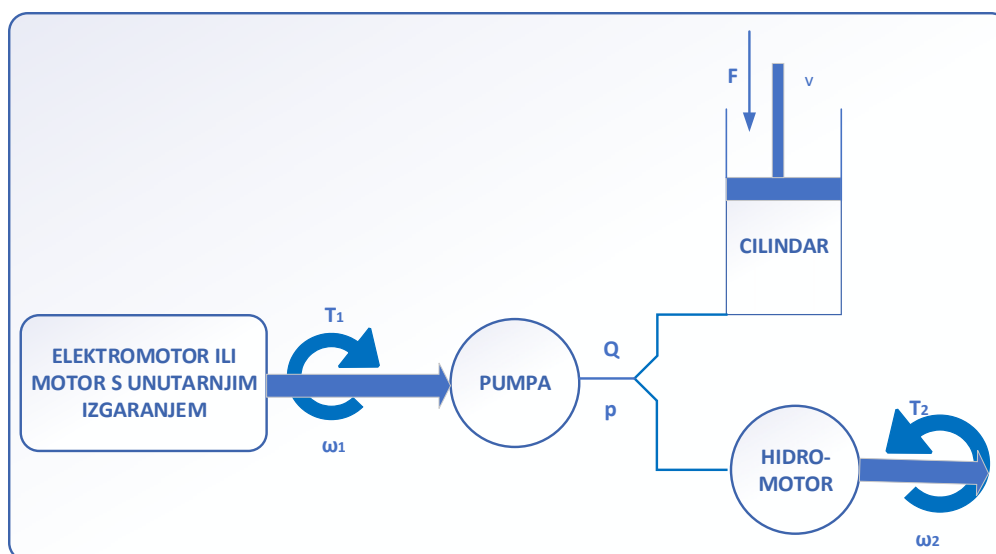 F
v
CILINDAR
T₁
ELEKTROMOTOR ILI
MOTOR S UNUTARNJIM
IZGARANJEM
ω₁
PUMPA
Q
p
T₂
HIDRO-
MOTOR
ω₂